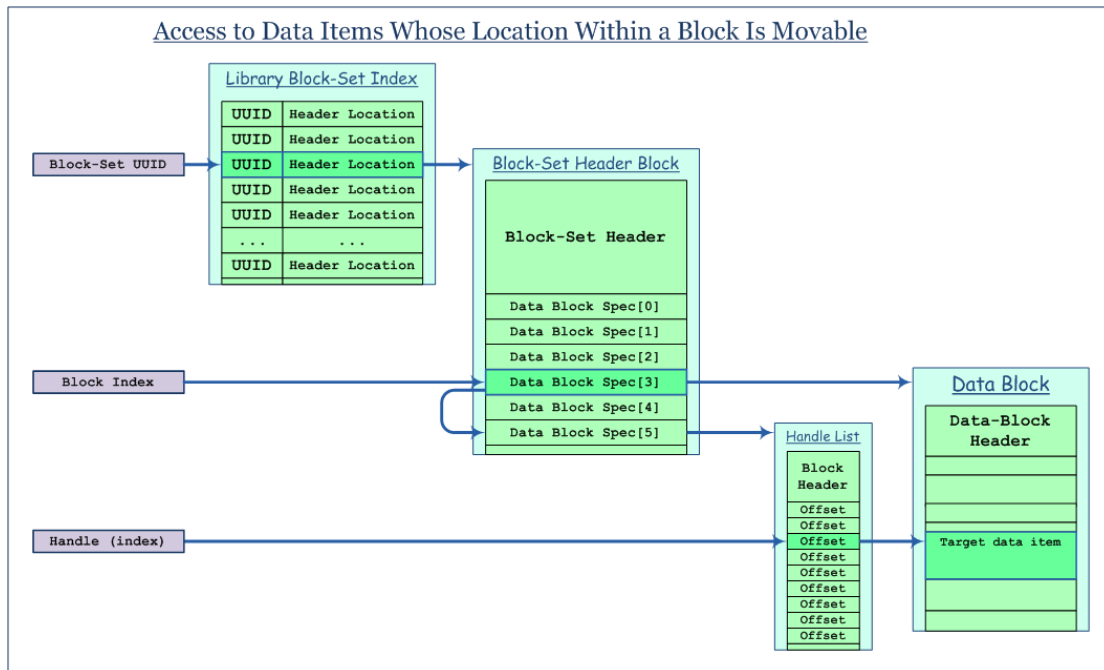 Access to Data Items Whose Location Within a Block Is Movable
Library Block-Set Index
UUID Header Location
UUID Header Location
Block-Set UUID
UUID Header Location
UUID Header Location
UUID Header Location
... ...
UUID Header Location
Block-Set Header Block
Block-Set Header
Data Block Spec[0]
Data Block Spec[1]
Data Block Spec[2]
Block Index
Data Block Spec[3]
Data Block Spec[4]
Data Block Spec[5]
Handle List
Block
Header
Offset
Offset
Handle (index)
Offset
Offset
Offset
Offset
Offset
Offset
Offset
Data Block
Data-Block
Header
Target data item